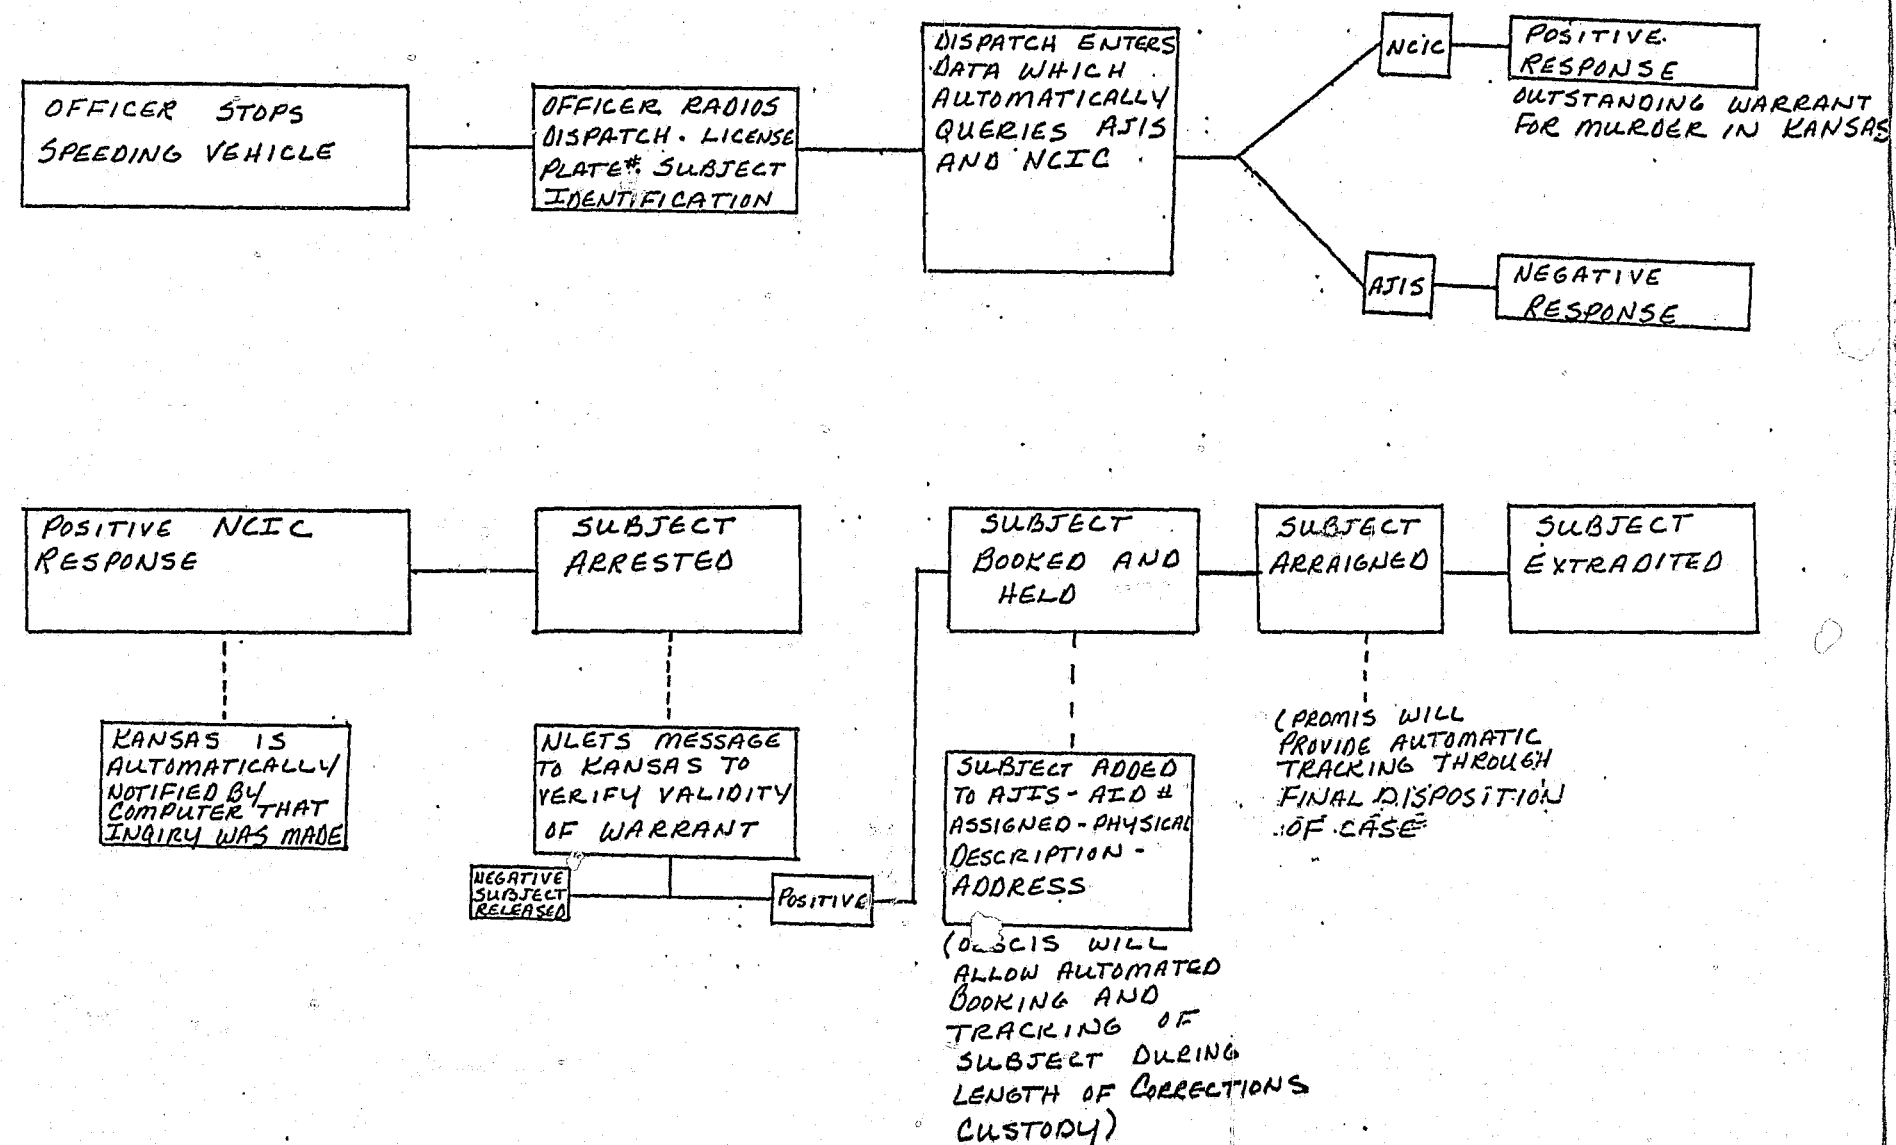 OFFICER STOPS
SPEEDING VEHICLE
OFFICER RADIOS
DISPATCH. LICENSE
PLATE# SUBJECT
IDENTIFICATION
DISPATCH ENTERS
DATA WHICH
AUTOMATICALLY
QUERIES AJIS
AND NCIC
NCIC
POSITIVE
RESPONSE
OUTSTANDING WARRANT
FOR MURDER IN KANSAS
AJIS
NEGATIVE
RESPONSE
POSITIVE NCIC
RESPONSE
SUBJECT
ARRESTED
SUBJECT
BOOKED AND
HELD
SUBJECT
ARRAIGNED
SUBJECT
EXTRADITED
KANSAS IS
AUTOMATICALLY
NOTIFIED BY
COMPUTER THAT
INQIRY WAS MADE
NLETS MESSAGE
TO KANSAS TO
VERIFY VALIDITY
OF WARRANT
NEGATIVE
SUBJECT
RELEASED
POSITIVE
SUBJECT ADDED
TO AJIS - AID #
ASSIGNED - PHYSICAL
DESCRIPTION -
ADDRESS
WILL
ALLOW AUTOMATED
BOOKING AND
TRACKING OF
SUBJECT DURING
LENGTH OF CORRECTIONS
CUSTODY)
(PROMIS WILL
PROVIDE AUTOMATIC
TRACKING THROUGH
FINAL DISPOSITION
OF CASE